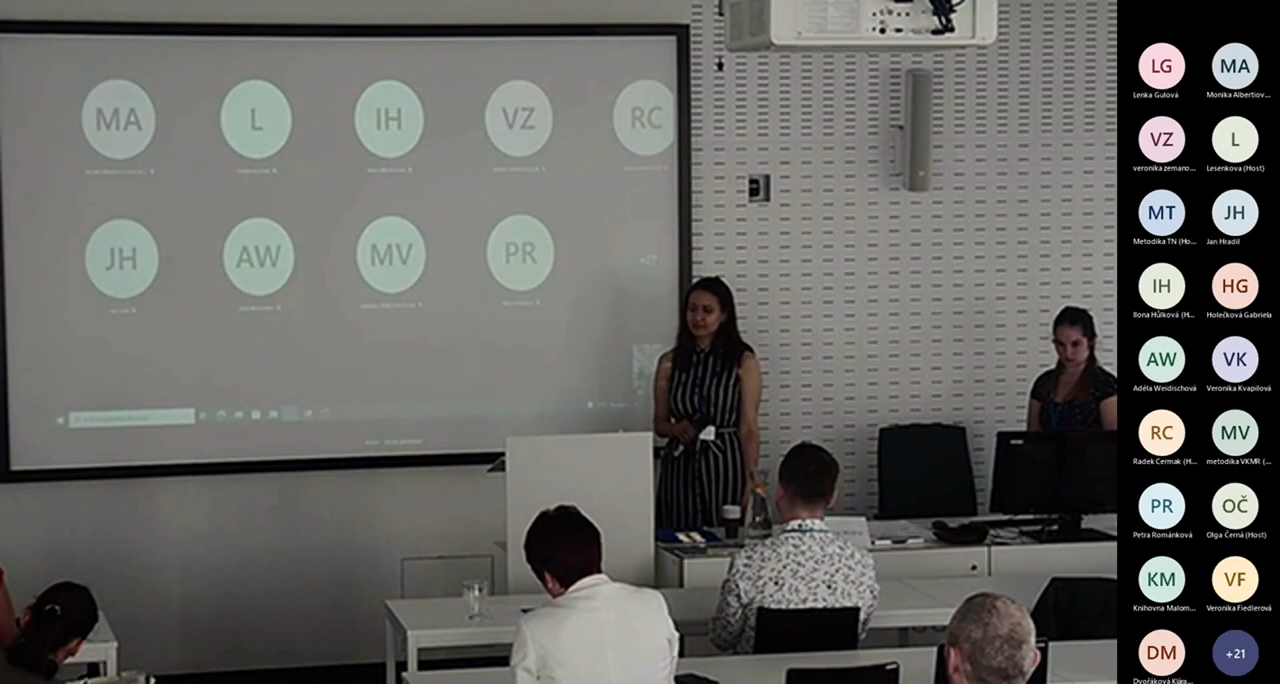 MA
L
IH
VZ
RC
JH
AW
MV
PR
+27
LG
MA
Lenka Gulová
Monika Albertiov...
VZ
L
veronika zemano...
Lesenkova (Host)
MT
JH
Metodika TN (Ho...
Jan Hradil
IH
HG
Ilona Hůlková (H...
Holečková Gabriela
AW
VK
Adéla Weidischová
Veronika Kvapilová
RC
MV
Radek Cermak (H...
metodika VKMR (...
PR
OČ
Petra Románková
Olga Černá (Host)
KM
VF
Knihovna Malom...
Veronika Fiedlerová
DM
+21
Dvořáková Klára...